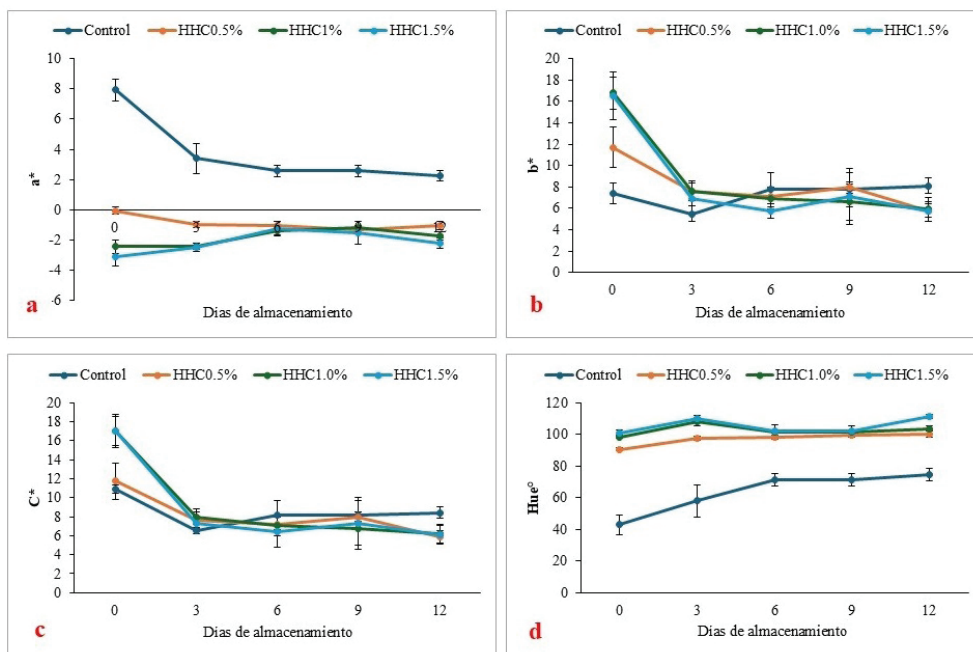 Control HHC0.5% HHC1% HHC1.5%
10
8
6
4
2
0
-2
-4
-6
a*
0 3 6 9 12
Dias de almacenamiento
a
Control HHC0.5% HHC1.0% HHC1.5%
20
18
16
14
12
10
8
6
4
2
0
b*
0 3 6 9 12
Dias de almacenamiento
b
Control HHC0.5% HHC1.0% HHC1.5%
20
18
16
14
12
10
8
6
4
2
0
C*
0 3 6 9 12
Dias de almacenamiento
c
Control HHC0.5% HHC1.0% HHC1.5%
120
100
80
60
40
20
0
Hue°
0 3 6 9 12
Dias de almacenamiento
d